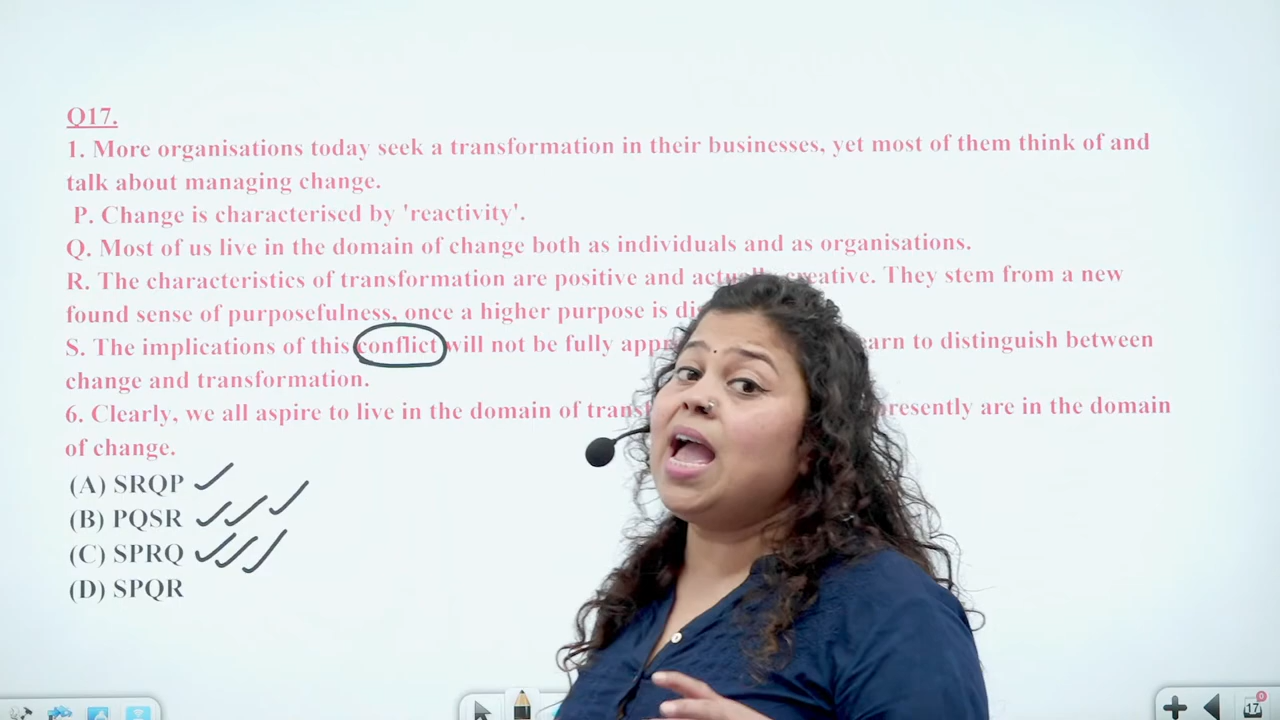 Q17.
1. More organisations today seek a transformation in their businesses, yet most of them think of and
talk about managing change.
P. Change is characterised by 'reactivity'.
Q. Most of us live in the domain of change both as individuals and as organisations.
R. The characteristics of transformation are positive and actually creative. They stem from a new
found sense of purposefulness, once a higher purpose is
S. The implications of this conflict will not be fully to distinguish between
change and transformation.
6. Clearly, we all aspire to live in the domain of presently are in the domain
of change.
(A) SRQP
(B) PQSR
(C) SPRQ
(D) SPQR
17
0